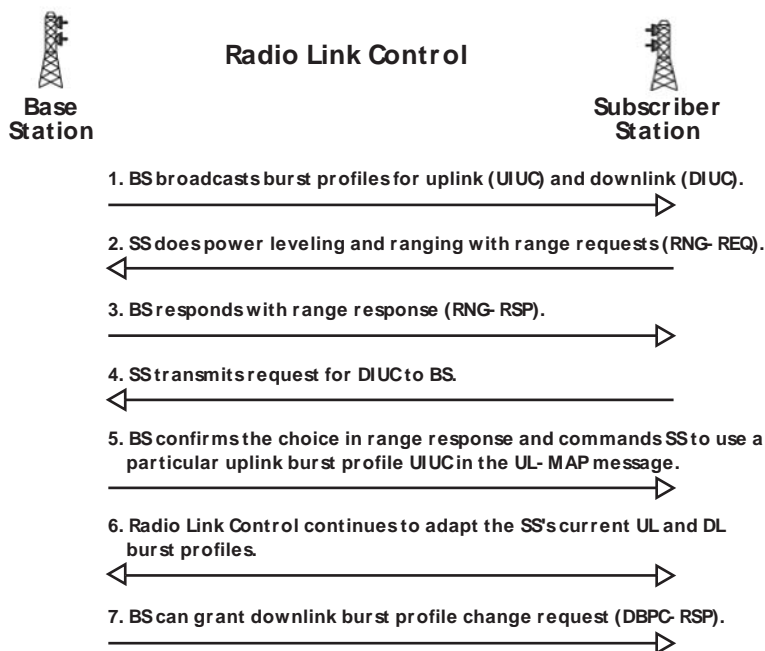 Radio Link Control
Base
Station
Subscriber
Station
1. BS broadcasts burst profiles for uplink (UIUC) and downlink (DIUC).
2. SS does power leveling and ranging with range requests (RNG-REQ).
3. BS responds with range response (RNG-RSP).
4. SS transmits request for DIUC to BS.
5. BS confirms the choice in range response and commands SS to use a
particular uplink burst profile UIUC in the UL-MAP message.
6. Radio Link Control continues to adapt the SS's current UL and DL
burst profiles.
7. BS can grant downlink burst profile change request (DBPC-RSP).